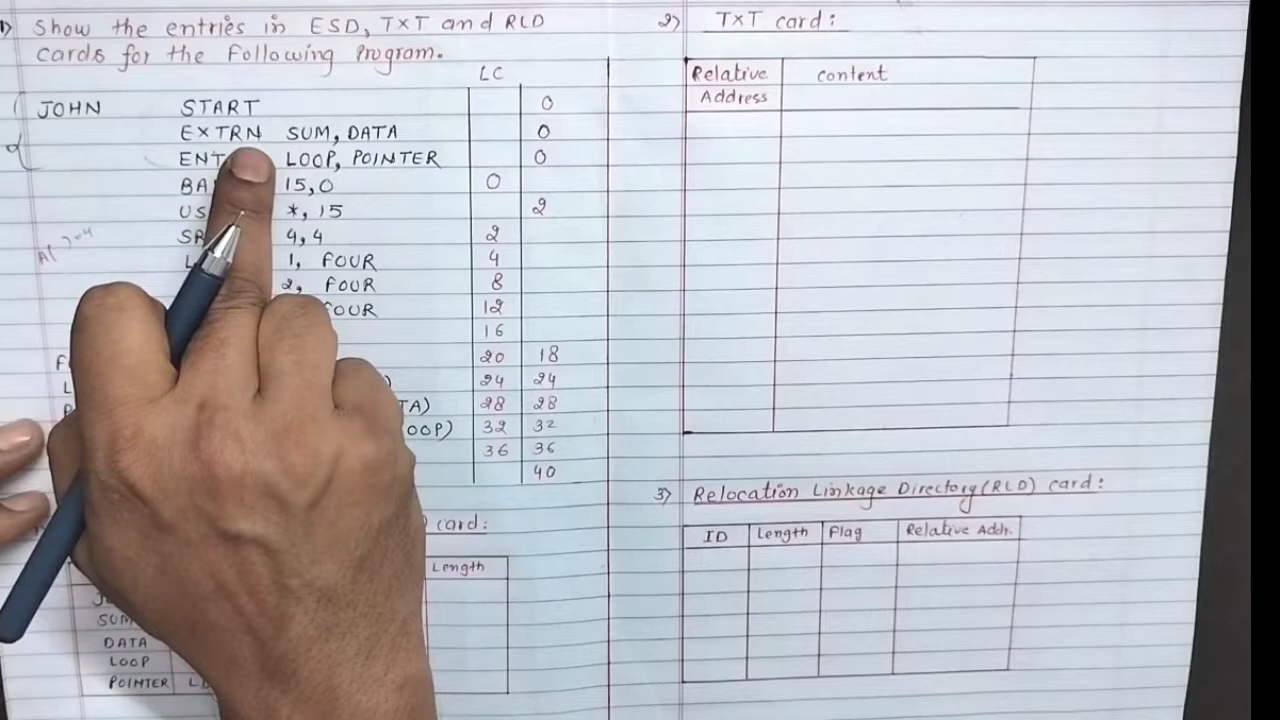 1) Show the entries in ESD, TXT and RLD
cards for the Following Program.
LC
JOHN START 0
EXTRN SUM, DATA 0
ENT LOOP, POINTER 0
BA 15,0 0
US *, 15 2
SR 4,4 2
L 1, FOUR 4
2, FOUR 8
FOUR 12
16
F 20 18
L ) 24 24
TA) 28 28
OOP) 32 32
36 36
40
card:
Length
SUM
DATA
LOOP
POINTER LD
2) TXT card:
Relative Address content
3) Relocation Linkage Directory (RLD) card:
ID Length Flag Relative Addr.